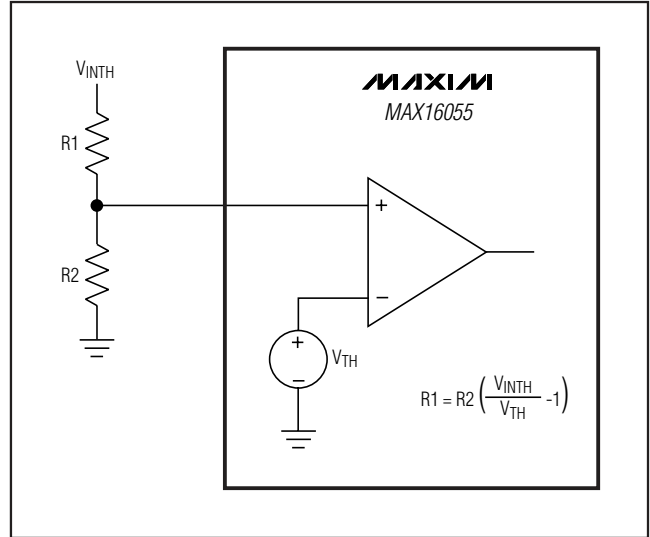 VINTH
MAXIM
MAX16055
R1
+
R2
−
+
VTH
−
R1 = R2 (VINTH/VTH -1)